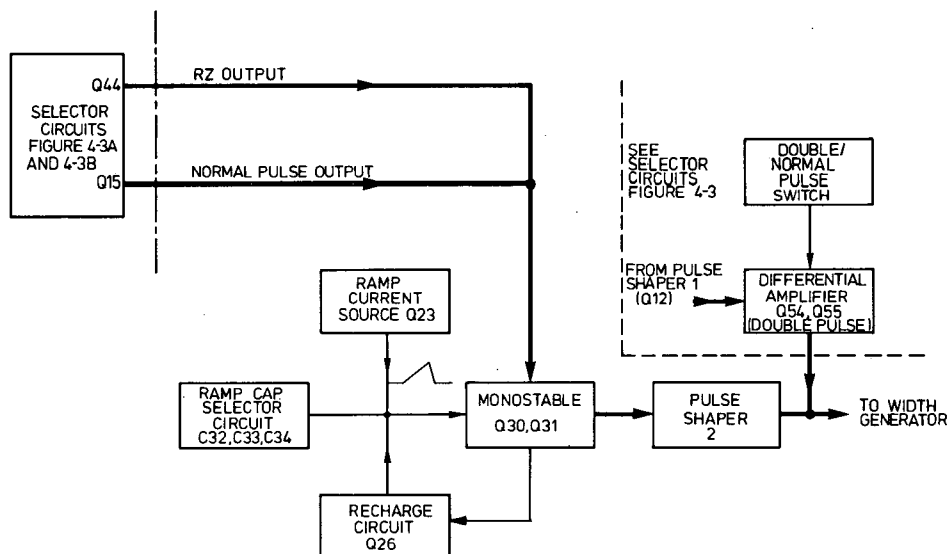 Q44
SELECTOR
CIRCUITS
FIGURE 4-3A
AND 4-3B
Q15
RZ OUTPUT
NORMAL PULSE OUTPUT
SEE
SELECTOR
CIRCUITS
FIGURE 4-3
DOUBLE/
NORMAL
PULSE
SWITCH
FROM PULSE
SHAPER 1
(Q12)
DIFFERENTIAL
AMPLIFIER
Q54,Q55
(DOUBLE PULSE)
RAMP
CURRENT
SOURCE Q23
RAMP CAP
SELECTOR
CIRCUIT
C32,C33,C34
MONOSTABLE
Q30,Q31
PULSE
SHAPER
2
TO WIDTH
GENERATOR
RECHARGE
CIRCUIT
Q26